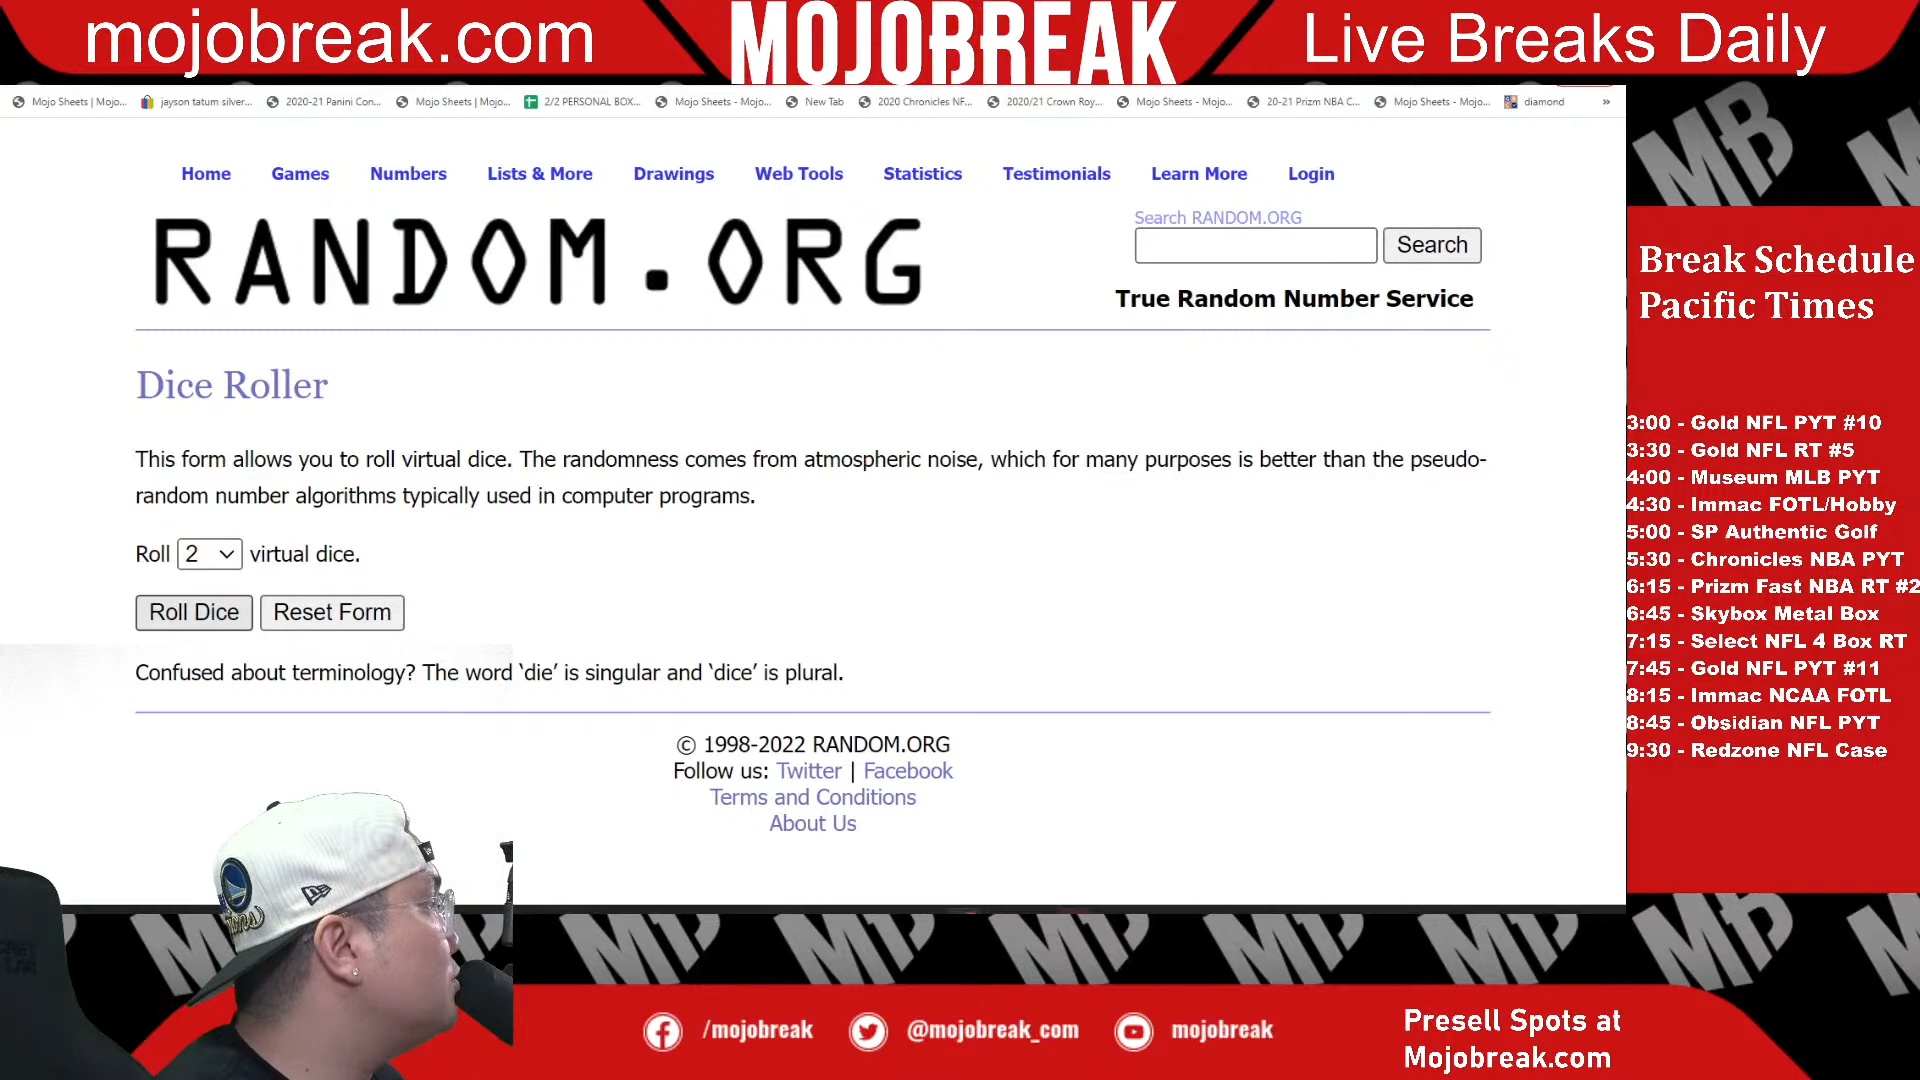 mojobreak.com
MOJOBREAK
Live Breaks Daily
Mojo Sheets | Mojo...
jayson tatum silver...
2020-21 Panini Con...
Mojo Sheets | Mojo...
2/2 PERSONAL BOX...
Mojo Sheets - Mojo...
New Tab
2020 Chronicles NF...
2020/21 Crown Roy...
Mojo Sheets - Mojo...
20-21 Prizm NBA C...
Mojo Sheets - Mojo...
diamond
»
Home Games Numbers Lists & More Drawings Web Tools Statistics Testimonials Learn More Login
RANDOM.ORG
Search RANDOM.ORG
Search
True Random Number Service
Dice Roller
This form allows you to roll virtual dice. The randomness comes from atmospheric noise, which for many purposes is better than the pseudo-
random number algorithms typically used in computer programs.
Roll 2 virtual dice.
Roll Dice Reset Form
Confused about terminology? The word ‘die’ is singular and ‘dice’ is plural.
© 1998-2022 RANDOM.ORG
Follow us: Twitter | Facebook
Terms and Conditions
About Us
Break Schedule
Pacific Times
3:00 - Gold NFL PYT #10
3:30 - Gold NFL RT #5
4:00 - Museum MLB PYT
4:30 - Immac FOTL/Hobby
5:00 - SP Authentic Golf
5:30 - Chronicles NBA PYT
6:15 - Prizm Fast NBA RT #2
6:45 - Skybox Metal Box
7:15 - Select NFL 4 Box RT
7:45 - Gold NFL PYT #11
8:15 - Immac NCAA FOTL
8:45 - Obsidian NFL PYT
9:30 - Redzone NFL Case
MB
/mojobreak
@mojobreak_com
mojobreak
Presell Spots at
Mojobreak.com